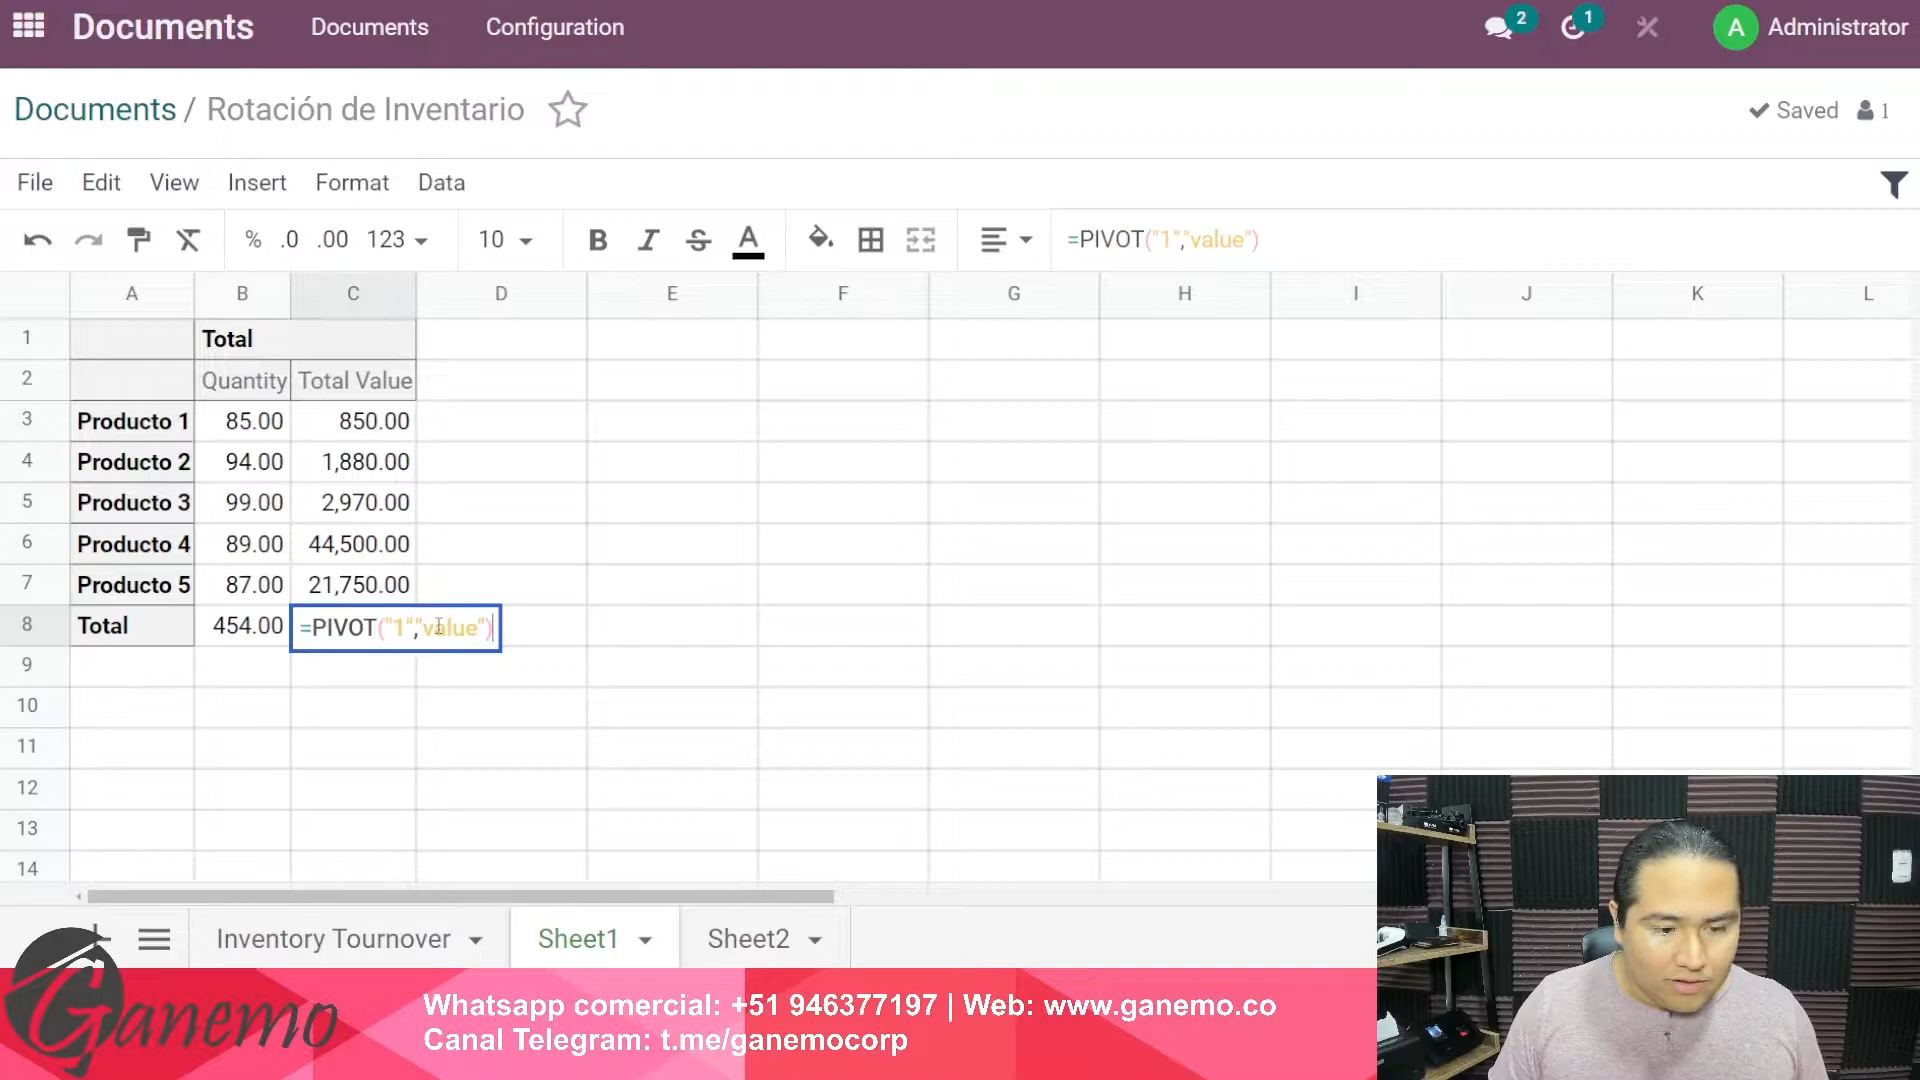 Documents Documents Configuration 2 1 A Administrator
Documents / Rotación de Inventario Saved 1
File Edit View Insert Format Data
% .0 .00 123 10 B I S A =PIVOT("1","value")
A B C D E F G H I J K L
1 Total
2 Quantity Total Value
3 Producto 1 85.00 850.00
4 Producto 2 94.00 1,880.00
5 Producto 3 99.00 2,970.00
6 Producto 4 89.00 44,500.00
7 Producto 5 87.00 21,750.00
8 Total 454.00 =PIVOT("1","value")
9
10
11
12
13
14
Inventory Tournover Sheet1 Sheet2
Ganemo
Whatsapp comercial: +51 946377197 | Web: www.ganemo.co
Canal Telegram: t.me/ganemocorp